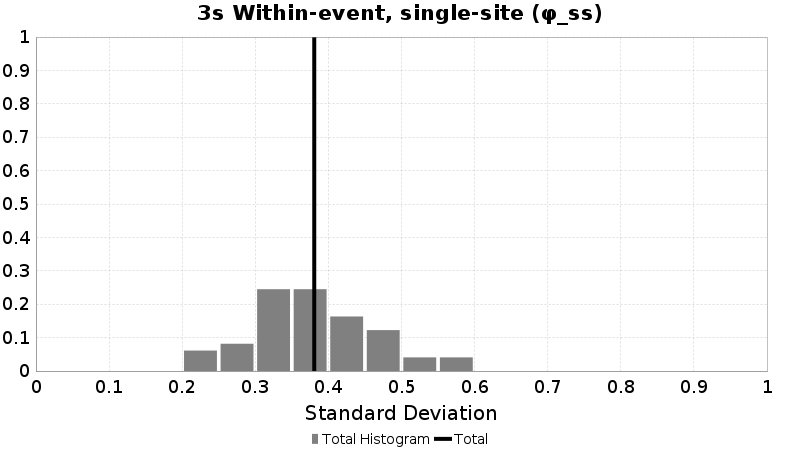 3s Within-event, single-site (φ_ss)
1
0.9
0.8
0.7
0.6
0.5
0.4
0.3
0.2
0.1
0
0 0.1 0.2 0.3 0.4 0.5 0.6 0.7 0.8 0.9 1
Standard Deviation
Total Histogram Total